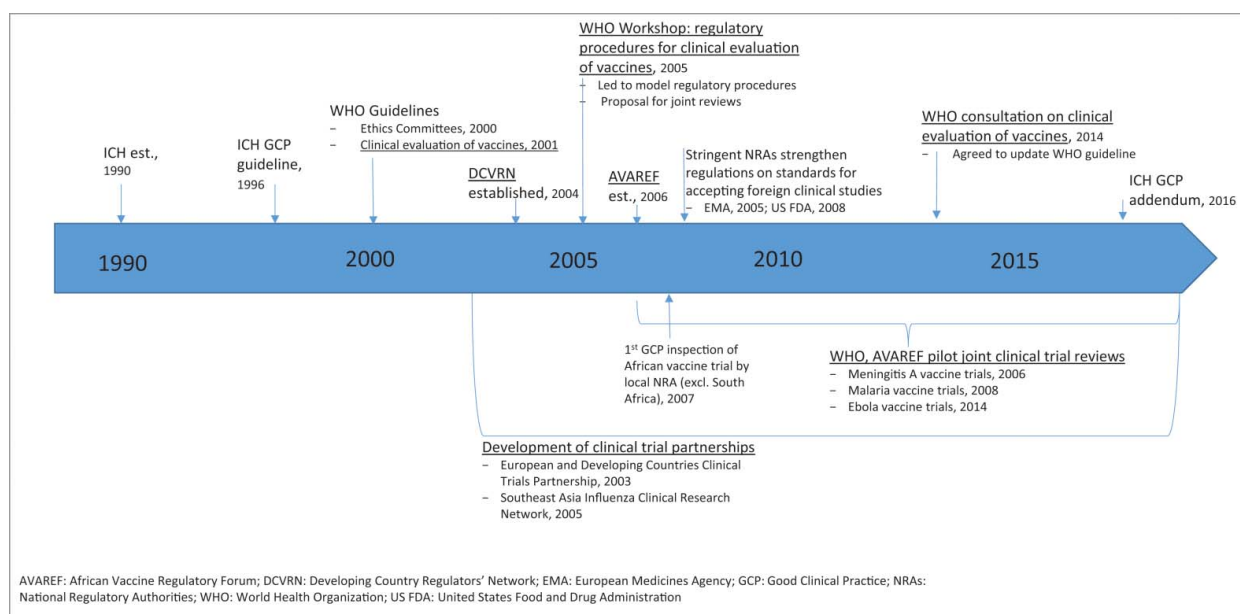 WHO Workshop: regulatory
procedures for clinical evaluation
of vaccines, 2005
– Led to model regulatory procedures
– Proposal for joint reviews
WHO Guidelines
– Ethics Committees, 2000
– Clinical evaluation of vaccines, 2001
WHO consultation on clinical
evaluation of vaccines, 2014
– Agreed to update WHO guideline
ICH est.,
1990
ICH GCP
guideline,
1996
DCVRN
established, 2004
AVAREF
est., 2006
Stringent NRAs strengthen
regulations on standards for
accepting foreign clinical studies
– EMA, 2005; US FDA, 2008
ICH GCP
addendum, 2016
1990
2000
2005
2010
2015
1st GCP inspection of
African vaccine trial by
local NRA (excl. South
Africa), 2007
WHO, AVAREF pilot joint clinical trial reviews
– Meningitis A vaccine trials, 2006
– Malaria vaccine trials, 2008
– Ebola vaccine trials, 2014
Development of clinical trial partnerships
– European and Developing Countries Clinical
Trials Partnership, 2003
– Southeast Asia Influenza Clinical Research
Network, 2005
AVAREF: African Vaccine Regulatory Forum; DCVRN: Developing Country Regulators' Network; EMA: European Medicines Agency; GCP: Good Clinical Practice; NRAs:
National Regulatory Authorities; WHO: World Health Organization; US FDA: United States Food and Drug Administration